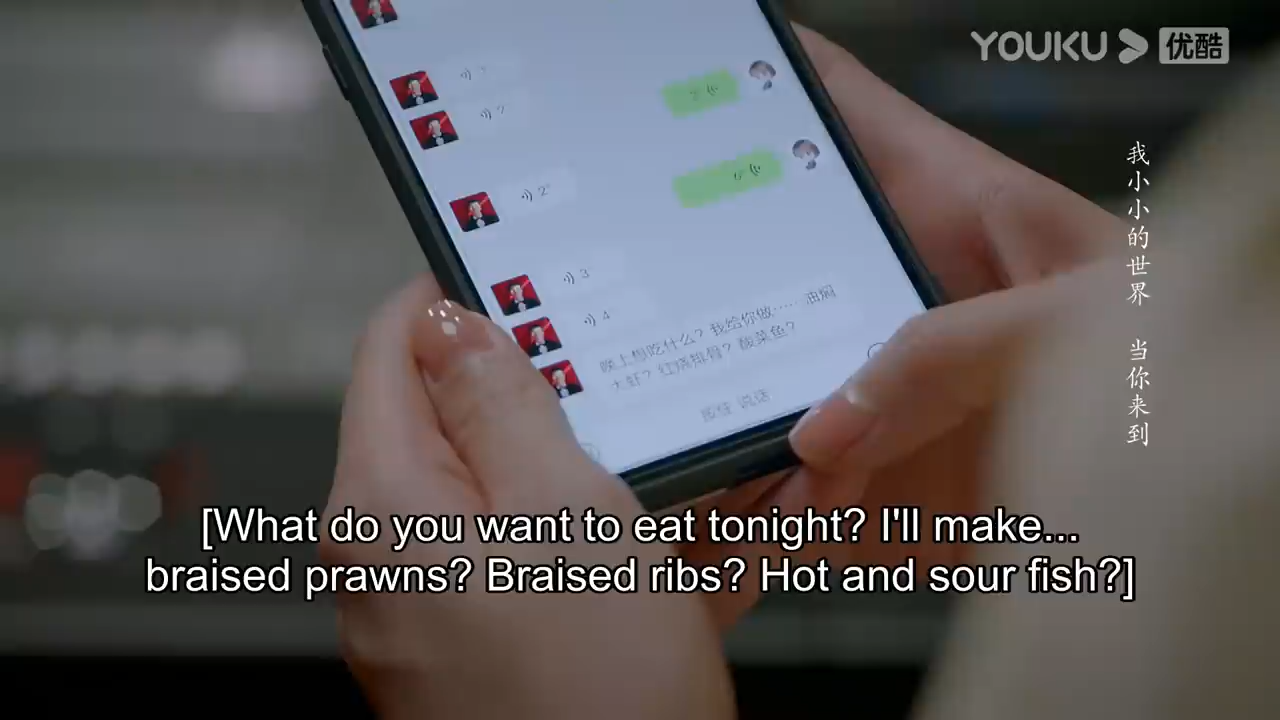 YOUKU 优酷
我小小的世界 当你来到
7"
2"
6"
2"
3"
4"
晚上想吃什么？我给你做……油焖
大虾？红烧排骨？酸菜鱼？
按住 说话
[What do you want to eat tonight? I'll make...
braised prawns? Braised ribs? Hot and sour fish?]